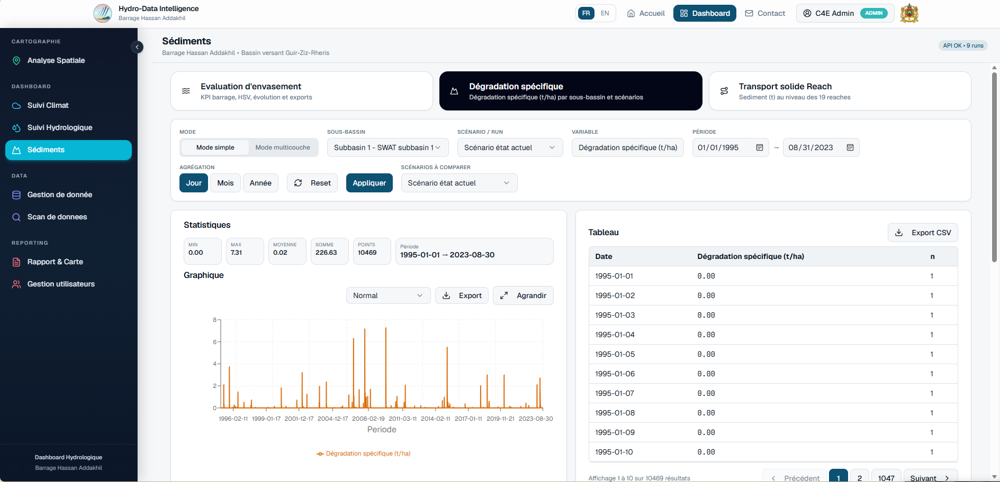 Hydro-Data Intelligence
Barrage Hassan Addakhil
FR EN Accueil Dashboard Contact C4E Admin ADMIN
CARTOGRAPHIE
Analyse Spatiale
DASHBOARD
Suivi Climat
Suivi Hydrologique
Sédiments
DATA
Gestion de donnée
Scan de donnees
REPORTING
Rapport & Carte
Gestion utilisateurs
Dashboard Hydrologique
Barrage Hassan Addakhil
Sédiments
Barrage Hassan Addakhil • Bassin versant Guir-Ziz-Rheris
API OK • 9 runs
Evaluation d'envasement
KPI barrage, HSV, évolution et exports
Dégradation spécifique
Dégradation spécifique (t/ha) par sous-bassin et scénarios
Transport solide Reach
Sediment (t) au niveau des 19 reaches
MODE
Mode simple Mode multicouche
SOUS-BASSIN
Subbasin 1 - SWAT subbasin 1
SCÉNARIO / RUN
Scénario état actuel
VARIABLE
Dégradation spécifique (t/ha)
PÉRIODE
01/01/1995 → 08/31/2023
AGRÉGATION
Jour Mois Année Reset Appliquer
SCÉNARIOS À COMPARER
Scénario état actuel
Statistiques
MIN
0.00
MAX
7.31
MOYENNE
0.02
SOMME
226.63
POINTS
10469
Période
1995-01-01 → 2023-08-30
Graphique
Normal Export Agrandir
8
6
4
2
0
1996-02-11 1999-01-17 2001-12-17 2004-12-17 2008-02-19 2011-03-11 2014-02-11 2017-01-11 2019-11-21 2023-08-30
Periode
Dégradation spécifique (t/ha)
Tableau
Export CSV
Date Dégradation spécifique (t/ha) n
1995-01-01 0.00 1
1995-01-02 0.00 1
1995-01-03 0.00 1
1995-01-04 0.00 1
1995-01-05 0.00 1
1995-01-06 0.00 1
1995-01-07 0.00 1
1995-01-08 0.00 1
1995-01-09 0.00 1
1995-01-10 0.00 1
Affichage 1 à 10 sur 10469 résultats
Précédent 1 2 1047 Suivant